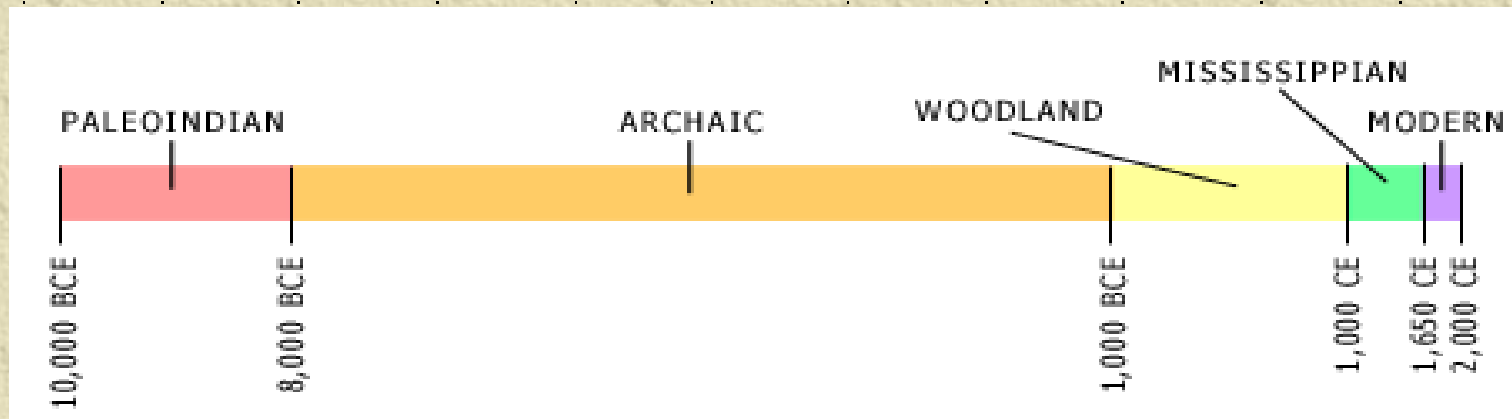 PALEOINDIAN
ARCHAIC
WOODLAND
MISSISSIPPIAN
MODERN
10,000 BCE
8,000 BCE
1,000 BCE
1,000 CE
1,650 CE
2,000 CE